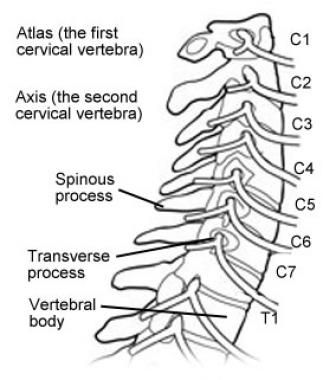 Atlas (the first
cervical vertebra)
Axis (the second
cervical vertebra)
Spinous
process
Transverse
process
Vertebral
body
C1
C2
C3
C4
C5
C6
C7
T1